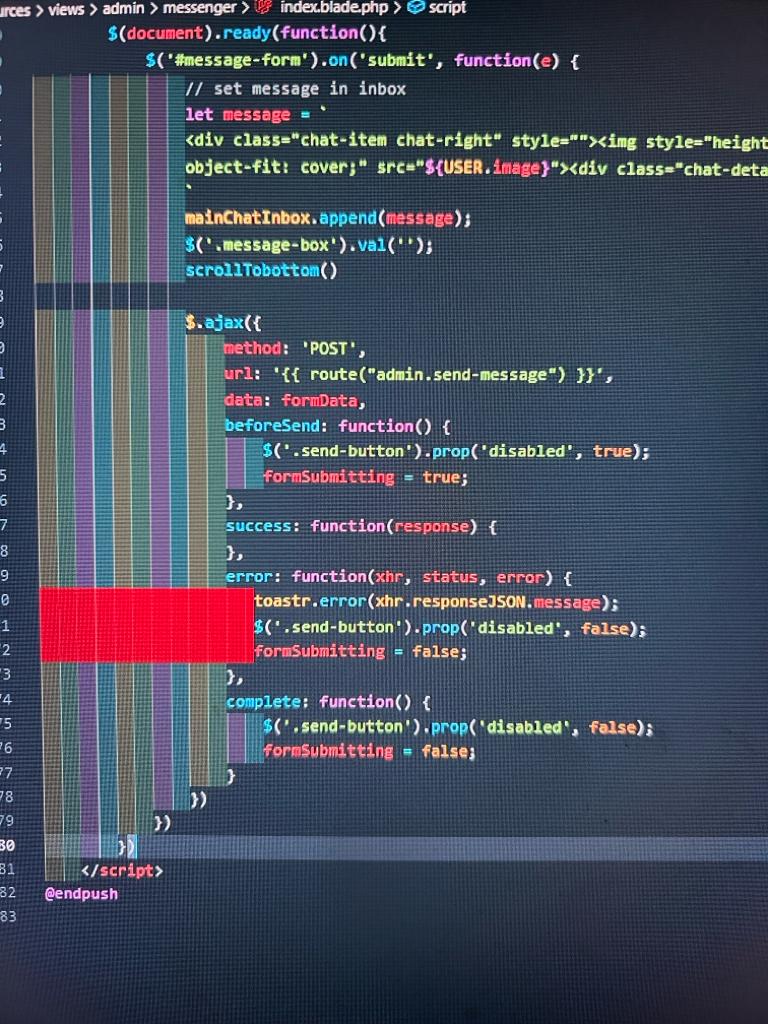 urces > views > admin > messenger > index.blade.php > script
$(document).ready(function(){
$('#message-form').on('submit', function(e) {
// set message in inbox
let message = `
<div class="chat-item chat-right" style=""><img style="height
object-fit: cover;" src="${USER.image}"><div class="chat-deta
`
mainChatInbox.append(message);
$('.message-box').val('');
scrollTobottom()
8
9 $.ajax({
0 method: 'POST',
1 url: '{{ route("admin.send-message") }}',
2 data: formData,
3 beforeSend: function() {
4 $('.send-button').prop('disabled', true);
5 formSubmitting = true;
6 },
7 success: function(response) {
8 },
9 error: function(xhr, status, error) {
0 toastr.error(xhr.responseJSON.message);
1 $('.send-button').prop('disabled', false);
2 formSubmitting = false;
73 },
74 complete: function() {
75 $('.send-button').prop('disabled', false);
76 formSubmitting = false;
77 }
78 })
79 })
80 })
81 </script>
82 @endpush
83